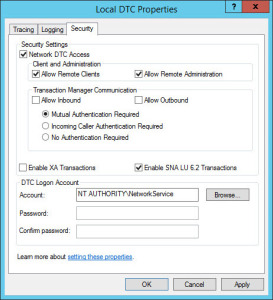 Local DTC Properties
?
x
Tracing Logging Security
Security Settings
Network DTC Access
Client and Administration
Allow Remote Clients Allow Remote Administration
Transaction Manager Communication
Allow Inbound Allow Outbound
Mutual Authentication Required
Incoming Caller Authentication Required
No Authentication Required
Enable XA Transactions Enable SNA LU 6.2 Transactions
DTC Logon Account
Account: NT AUTHORITY\NetworkService Browse...
Password:
Confirm password:
Learn more about setting these properties.
OK Cancel Apply